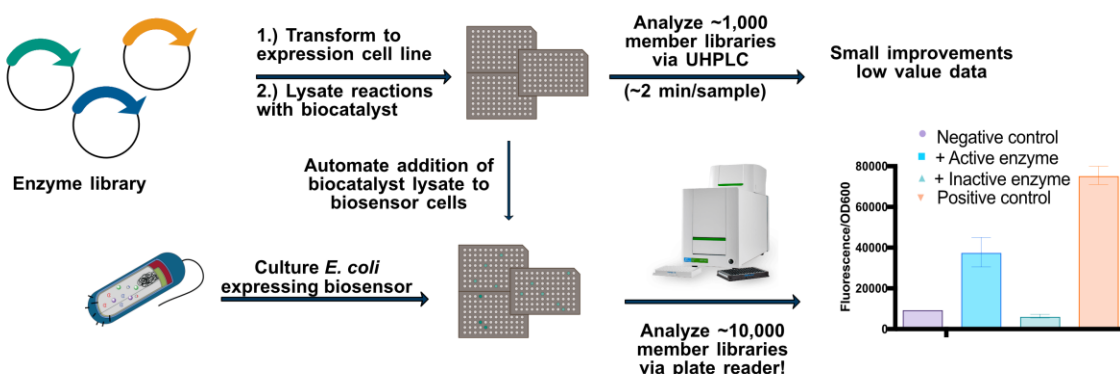 1.) Transform to
expression cell line
2.) Lysate reactions
with biocatalyst
Enzyme library
Analyze ~1,000
member libraries
via UHPLC
(~2 min/sample)
Small improvements
low value data
Automate addition of
biocatalyst lysate to
biosensor cells
Culture E. coli
expressing biosensor
Analyze ~10,000
member libraries
via plate reader!
Negative control
+ Active enzyme
+ Inactive enzyme
Positive control
Fluorescence/OD600
80000
60000
40000
20000
0